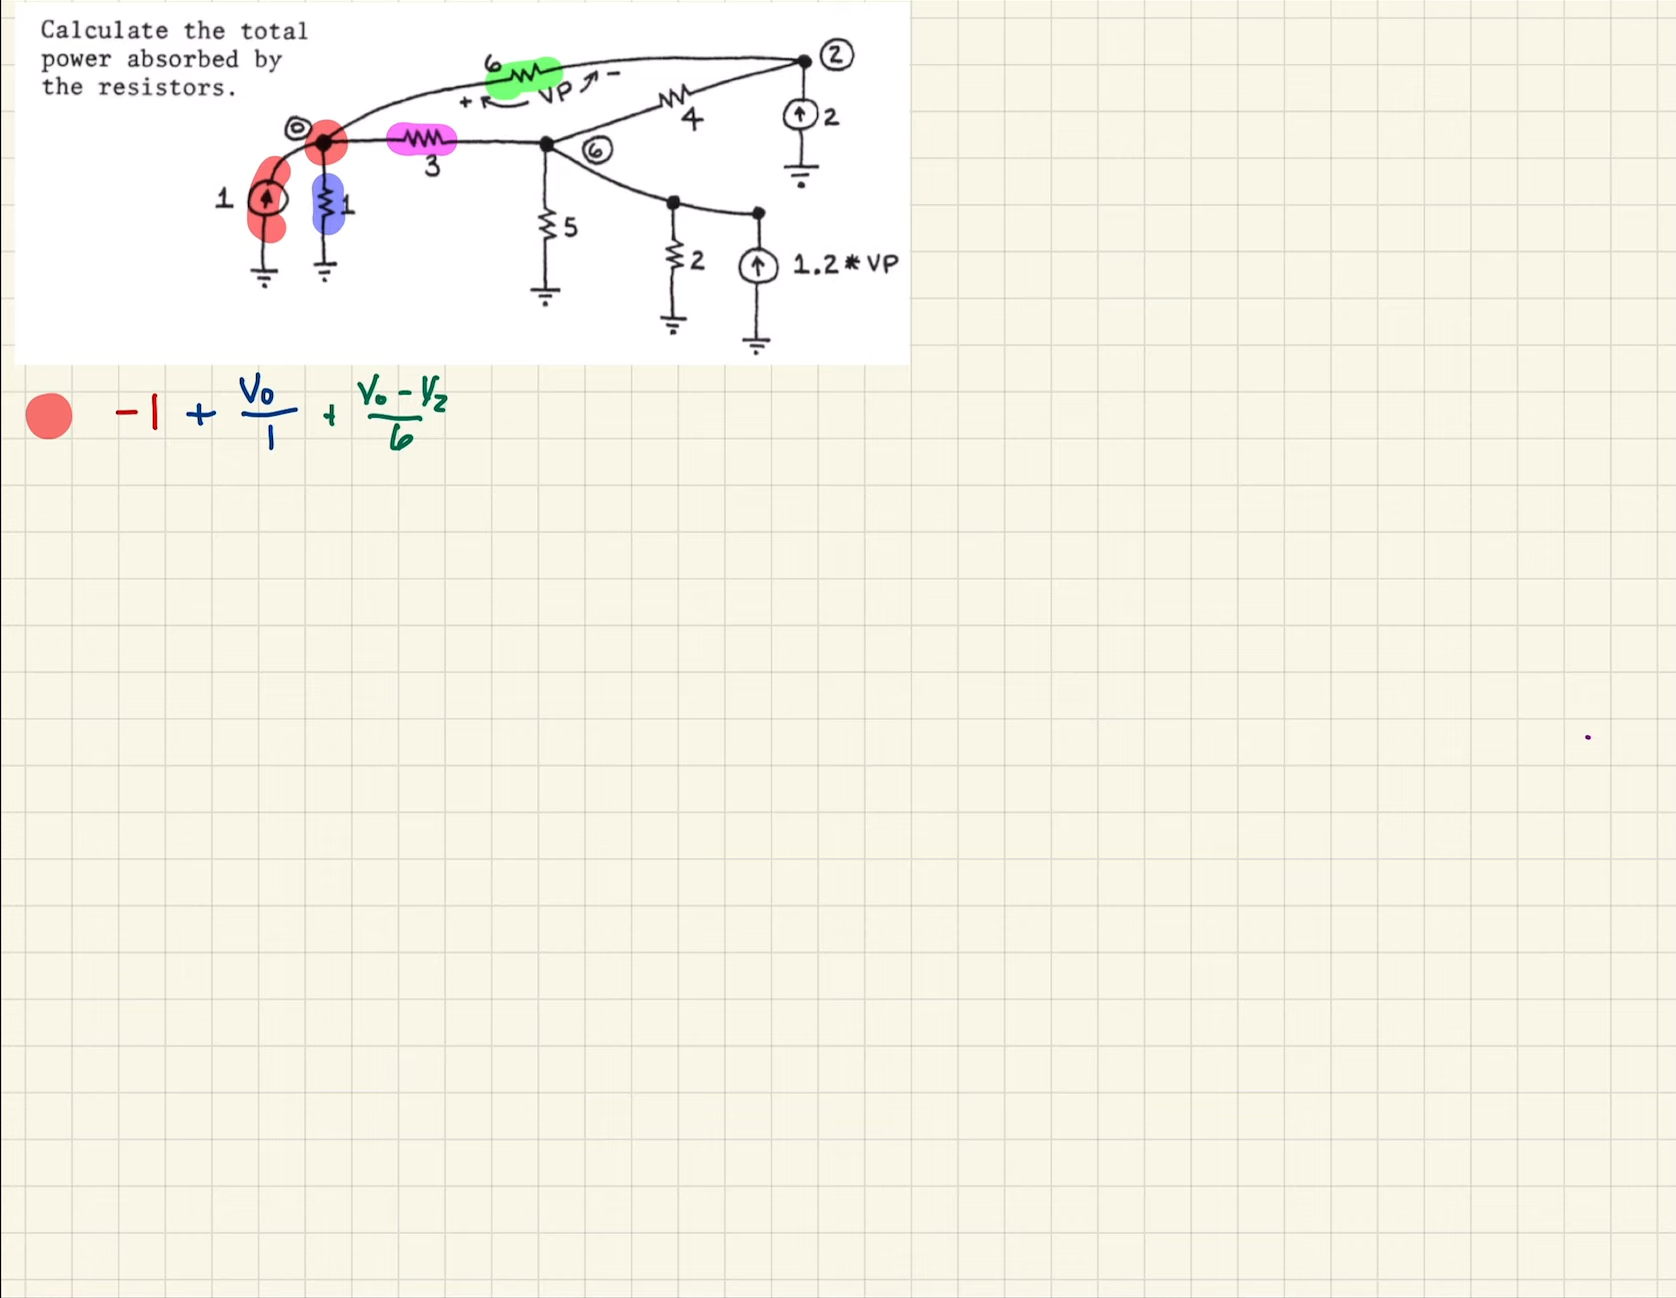 Calculate the total
power absorbed by
the resistors.
6
+ VP -
②
4
2
⓪
3
⑥
1
1
5
2
1.2*VP
-1 + V₀/1 + (V₀ - V₂)/6